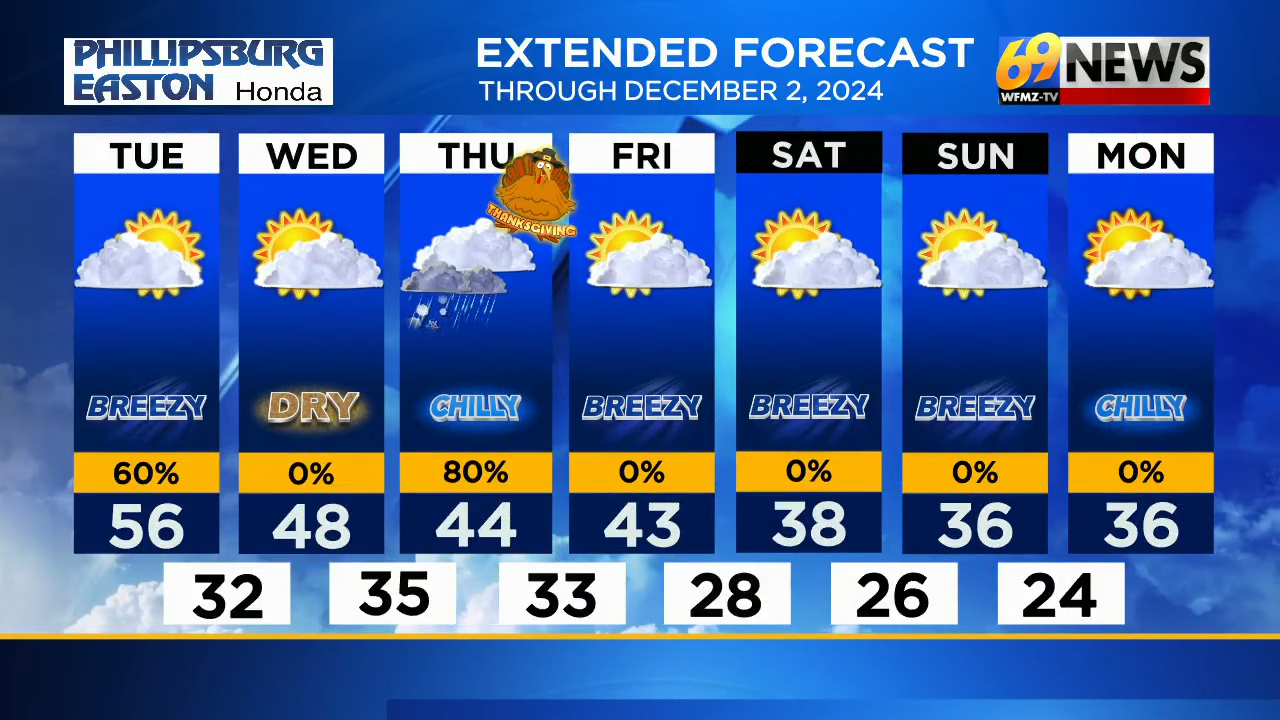 PHILLIPSBURG
EASTON Honda
EXTENDED FORECAST
THROUGH DECEMBER 2, 2024
69 NEWS
WFMZ-TV
TUE WED THU FRI SAT SUN MON
THANKSGIVING
BREEZY DRY CHILLY BREEZY BREEZY BREEZY CHILLY
60% 0% 80% 0% 0% 0% 0%
56 48 44 43 38 36 36
32 35 33 28 26 24